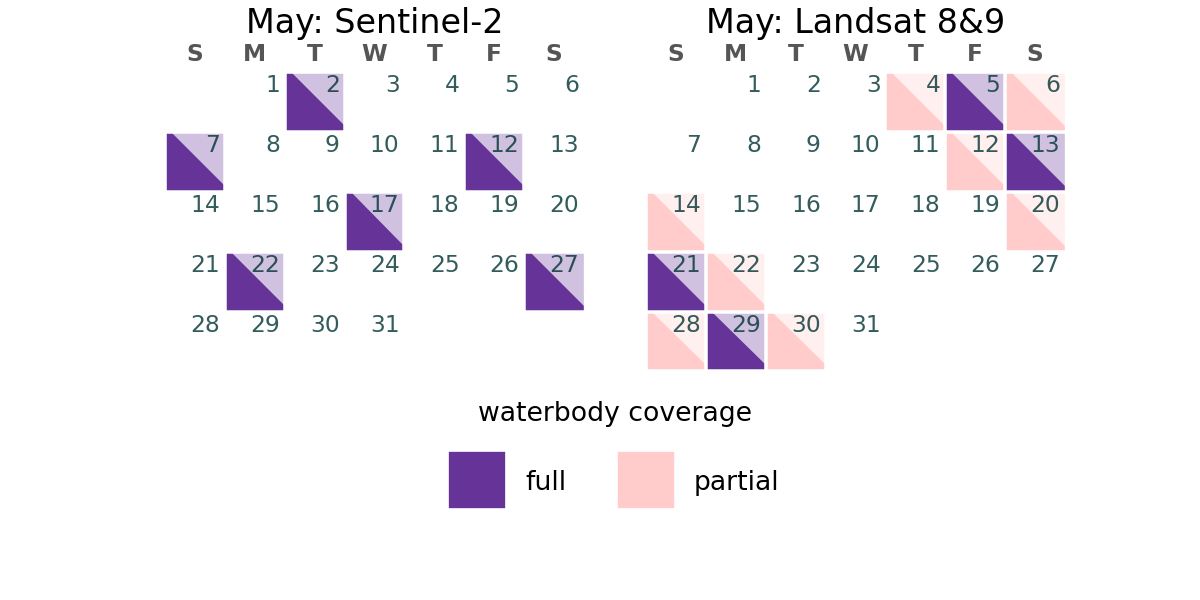 May: Sentinel-2
S M T W T F S
1 2 3 4 5 6
7 8 9 10 11 12 13
14 15 16 17 18 19 20
21 22 23 24 25 26 27
28 29 30 31
May: Landsat 8&9
S M T W T F S
1 2 3 4 5 6
7 8 9 10 11 12 13
14 15 16 17 18 19 20
21 22 23 24 25 26 27
28 29 30 31
waterbody coverage
full
partial